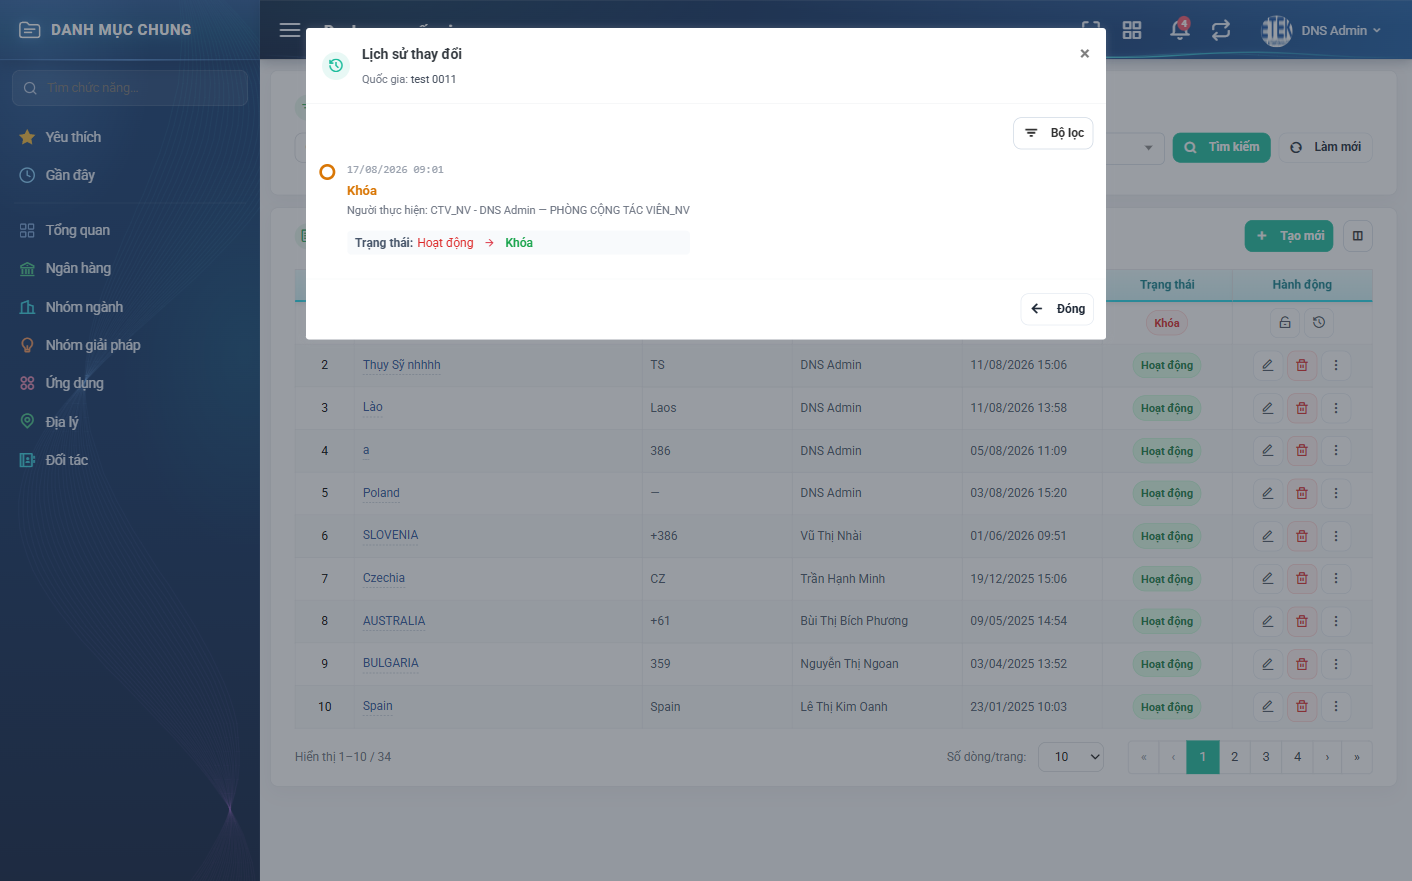 DANH MỤC CHUNG
Tìm chức năng...
Yêu thích
Gần đây
Tổng quan
Ngân hàng
Nhóm ngành
Nhóm giải pháp
Ứng dụng
Địa lý
Đối tác
4
DNS Admin
Lịch sử thay đổi
Quốc gia: test 0011
×
Bộ lọc
17/08/2026 09:01
Khóa
Người thực hiện: CTV_NV - DNS Admin — PHÒNG CỘNG TÁC VIÊN_NV
Trạng thái: Hoạt động → Khóa
Đóng
Tìm kiếm
Làm mới
Tạo mới
Trạng thái Hành động
Khóa
2 Thụy Sỹ nhhhh TS DNS Admin 11/08/2026 15:06 Hoạt động
3 Lào Laos DNS Admin 11/08/2026 13:58 Hoạt động
4 a 386 DNS Admin 05/08/2026 11:09 Hoạt động
5 Poland — DNS Admin 03/08/2026 15:20 Hoạt động
6 SLOVENIA +386 Vũ Thị Nhài 01/06/2026 09:51 Hoạt động
7 Czechia CZ Trần Hạnh Minh 19/12/2025 15:06 Hoạt động
8 AUSTRALIA +61 Bùi Thị Bích Phương 09/05/2025 14:54 Hoạt động
9 BULGARIA 359 Nguyễn Thị Ngoan 03/04/2025 13:52 Hoạt động
10 Spain Spain Lê Thị Kim Oanh 23/01/2025 10:03 Hoạt động
Hiển thị 1–10 / 34
Số dòng/trang: 10
« ‹ 1 2 3 4 › »